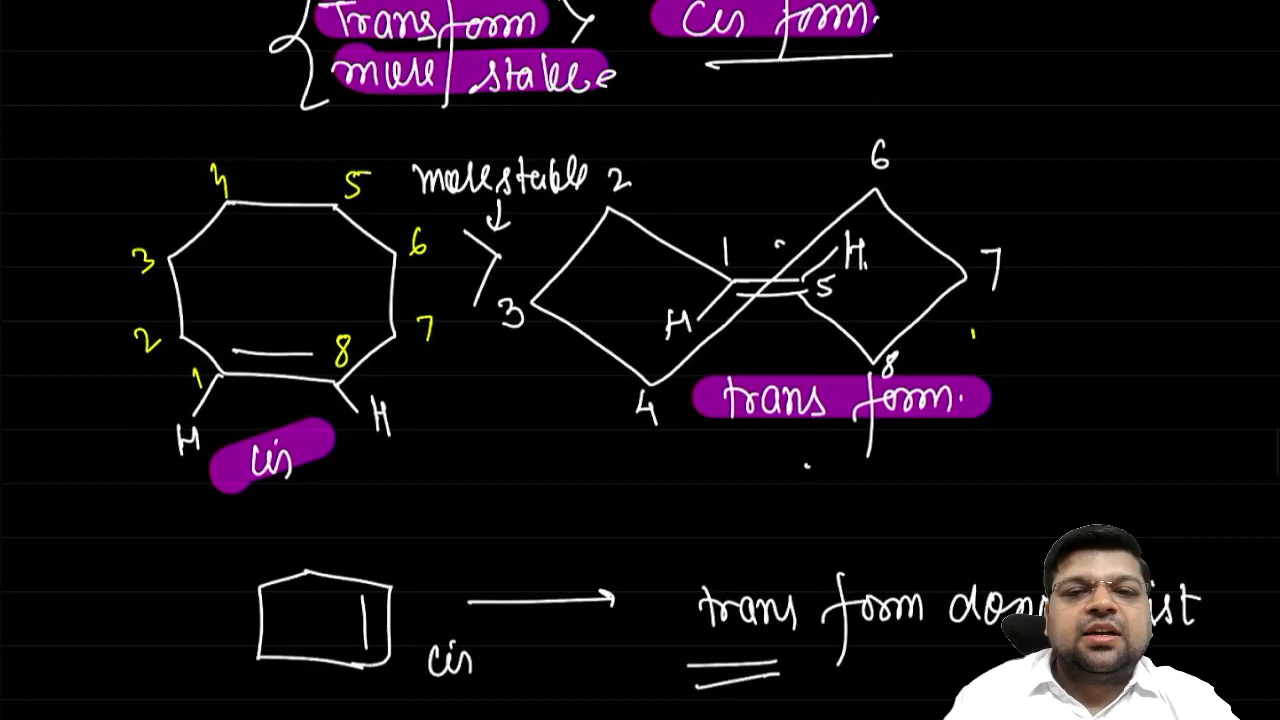 Trans form > Cis form.
more stable
more stable
4 5
3 6
2 7
1 8
H H
cis
>
2 6
1 H
3 H 5 7
4 8
trans form.
cis
trans form